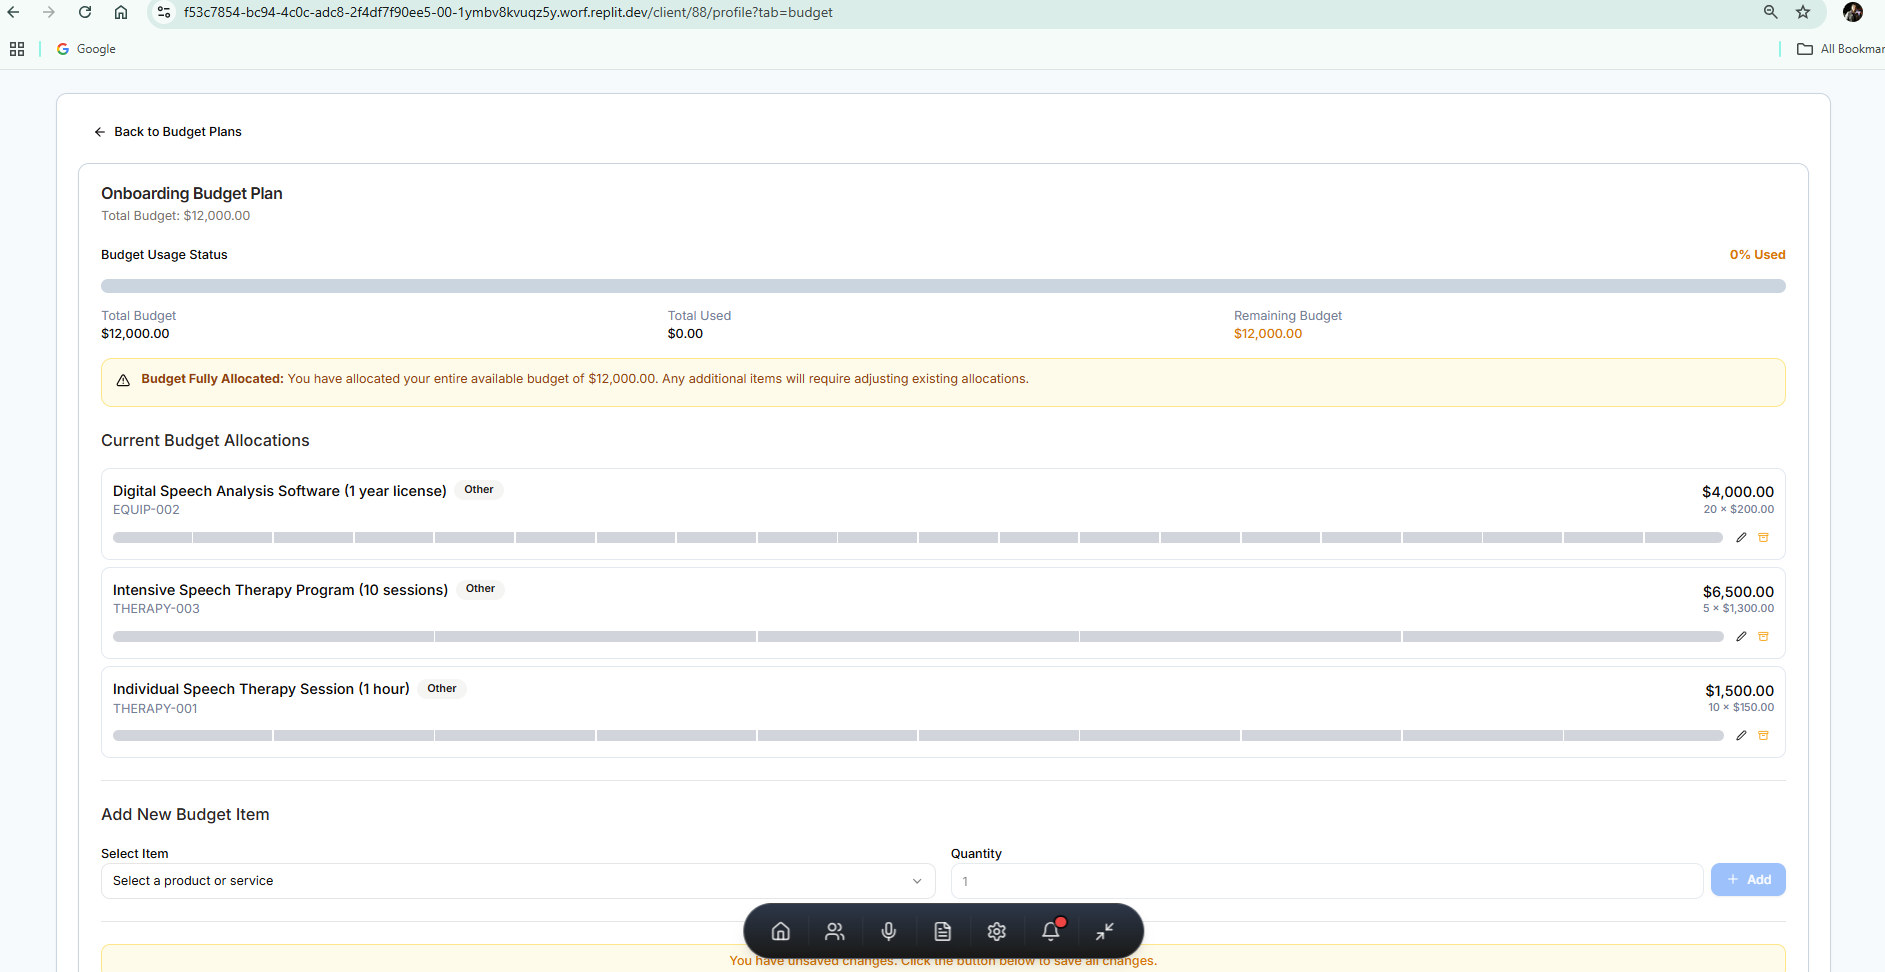 f53c7854-bc94-4c0c-adc8-2f4df7f90ee5-00-1ymbv8kvuqz5y.worf.replit.dev/client/88/profile?tab=budget
Google
All Bookmar
Back to Budget Plans
Onboarding Budget Plan
Total Budget: $12,000.00
Budget Usage Status
0% Used
Total Budget
$12,000.00
Total Used
$0.00
Remaining Budget
$12,000.00
Budget Fully Allocated: You have allocated your entire available budget of $12,000.00. Any additional items will require adjusting existing allocations.
Current Budget Allocations
Digital Speech Analysis Software (1 year license) Other
EQUIP-002
$4,000.00
20 × $200.00
Intensive Speech Therapy Program (10 sessions) Other
THERAPY-003
$6,500.00
5 × $1,300.00
Individual Speech Therapy Session (1 hour) Other
THERAPY-001
$1,500.00
10 × $150.00
Add New Budget Item
Select Item
Select a product or service
Quantity
1
+ Add
You have unsaved changes. Click the button below to save all changes.